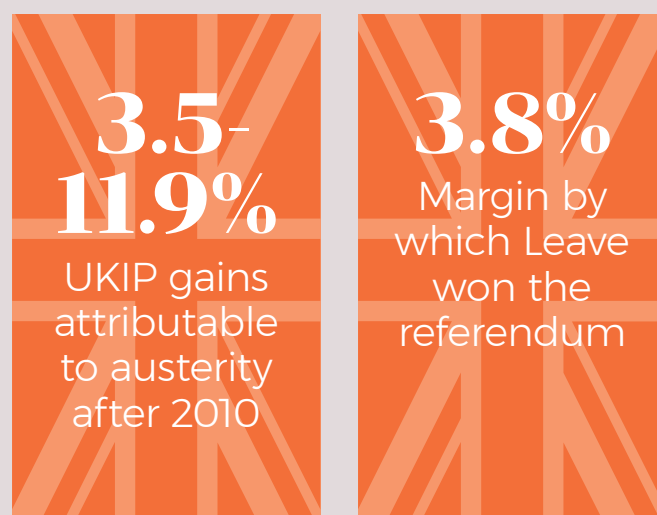 3.5-
11.9%
UKIP gains
attributable
to austerity
after 2010
3.8%
Margin by
which Leave
won the
referendum